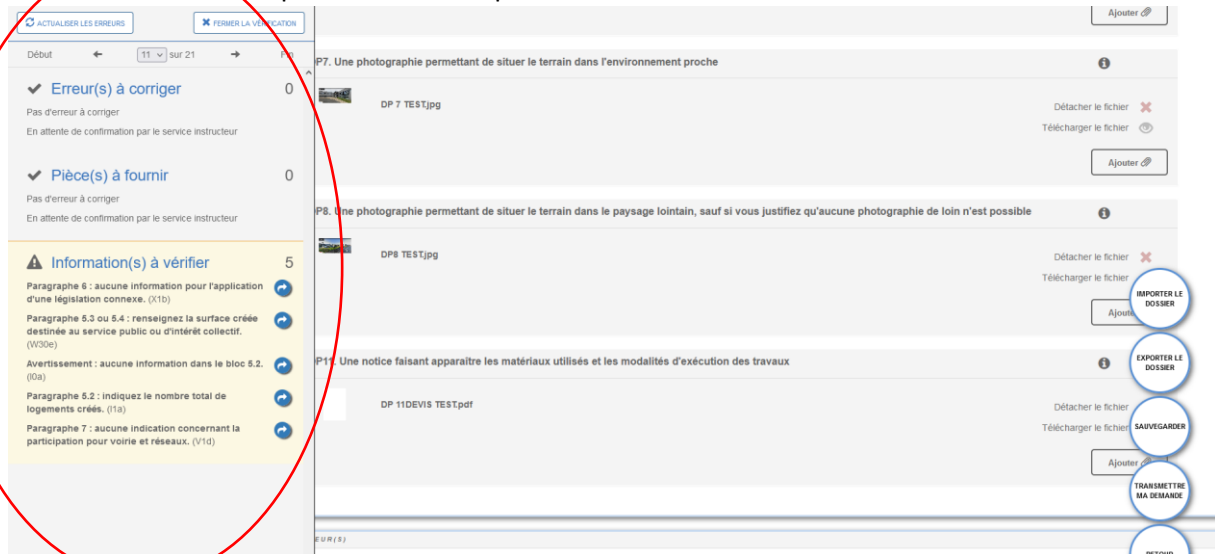 ACTUALISER LES ERREURS
FERMER LA VÉRIFICATION
Début 11 sur 21
Erreur(s) à corriger 0
Pas d'erreur à corriger
En attente de confirmation par le service instructeur
Pièce(s) à fournir 0
Pas d'erreur à corriger
En attente de confirmation par le service instructeur
Information(s) à vérifier 5
Paragraphe 6 : aucune information pour l'application
d'une législation connexe. (X1b)
Paragraphe 5.3 ou 5.4 : renseignez la surface créée
destinée au service public ou d'intérêt collectif.
(W30e)
Avertissement : aucune information dans le bloc 5.2.
(I0a)
Paragraphe 5.2 : indiquez le nombre total de
logements créés. (I1a)
Paragraphe 7 : aucune indication concernant la
participation pour voirie et réseaux. (V1d)
Ajouter
P7. Une photographie permettant de situer le terrain dans l'environnement proche
DP 7 TEST.jpg
Détacher le fichier
Télécharger le fichier
Ajouter
P8. Une photographie permettant de situer le terrain dans le paysage lointain, sauf si vous justifiez qu'aucune photographie de loin n'est possible
DP8 TEST.jpg
Détacher le fichier
Télécharger le fichier
Ajouter
P11. Une notice faisant apparaître les matériaux utilisés et les modalités d'exécution des travaux
DP 11DEVIS TEST.pdf
Détacher le fichier
Télécharger le fichier
Ajouter
EUR(S)
IMPORTER LE
DOSSIER
EXPORTER LE
DOSSIER
SAUVEGARDER
TRANSMETTRE
MA DEMANDE
RETOUR